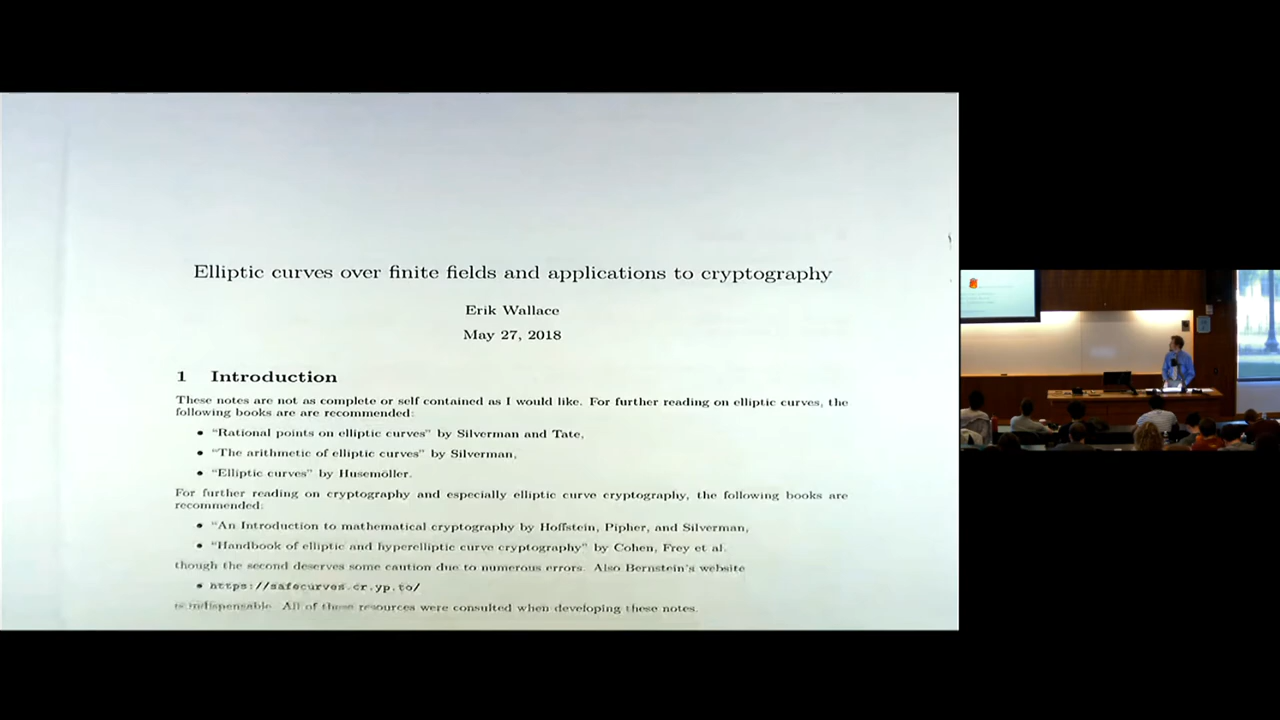 Elliptic curves over finite fields and applications to cryptography
Erik Wallace
May 27, 2018
1 Introduction
These notes are not as complete or self contained as I would like. For further reading on elliptic curves, the
following books are are recommended:
• “Rational points on elliptic curves” by Silverman and Tate,
• “The arithmetic of elliptic curves” by Silverman,
• “Elliptic curves” by Husemöller.
For further reading on cryptography and especially elliptic curve cryptography, the following books are
recommended:
• “An Introduction to mathematical cryptography by Hoffstein, Pipher, and Silverman,
• “Handbook of elliptic and hyperelliptic curve cryptography” by Cohen, Frey et al.
though the second deserves some caution due to numerous errors. Also Bernstein's website
• https://safecurves.cr.yp.to/
is indispensable. All of these resources were consulted when developing these notes.